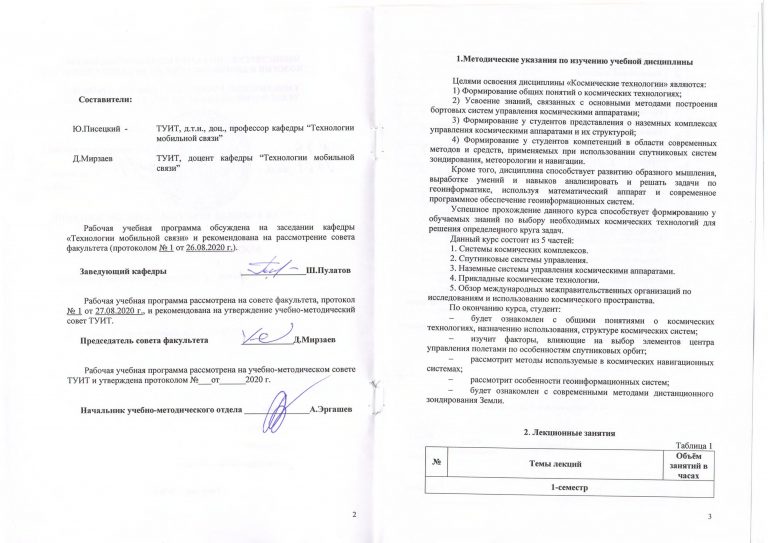 Составители:
Ю.Писецкий - ТУИТ, д.т.н., доц., профессор кафедры “Технологии
мобильной связи”
Д.Мирзаев ТУИТ, доцент кафедры “Технологии мобильной
связи”
Рабочая учебная программа обсуждена на заседании кафедры
«Технологии мобильной связи» и рекомендована на рассмотрение совета
факультета (протоколом № 1 от 26.08.2020 г.).
Заведующий кафедры Ш.Пулатов
Рабочая учебная программа рассмотрена на совете факультета, протокол
№ 1 от 27.08.2020 г., и рекомендована на утверждение учебно-методический
совет ТУИТ.
Председатель совета факультета Д.Мирзаев
Рабочая учебная программа рассмотрена на учебно-методическом совете
ТУИТ и утверждена протоколом №___от______2020 г.
Начальник учебно-методического отдела А.Эргашев
2
1.Методические указания по изучению учебной дисциплины
Целями освоения дисциплины «Космические технологии» являются:
1) Формирование общих понятий о космических технологиях;
2) Усвоение знаний, связанных с основными методами построения
бортовых систем управления космическими аппаратами;
3) Формирование у студентов представления о наземных комплексах
управления космическими аппаратами и их структурой;
4) Формирование у студентов компетенций в области современных
методов и средств, применяемых при использовании спутниковых систем
зондирования, метеорологии и навигации.
Кроме того, дисциплина способствует развитию образного мышления,
выработке умений и навыков анализировать и решать задачи по
геоинформатике, используя математический аппарат и современное
программное обеспечение геоинформационных систем.
Успешное прохождение данного курса способствует формированию у
обучаемых знаний по выбору необходимых космических технологий для
решения определенного круга задач.
Данный курс состоит из 5 частей:
1. Системы космических комплексов.
2. Спутниковые системы управления.
3. Наземные системы управления космическими аппаратами.
4. Прикладные космические технологии.
5. Обзор международных межправительственных организаций по
исследованиям и использованию космического пространства.
По окончанию курса, студент:
– будет ознакомлен с общими понятиями о космических
технологиях, назначению использования, структуре космических систем;
– изучит факторы, влияющие на выбор элементов центра
управления полетами по особенностям спутниковых орбит;
– рассмотрит методы используемые в космических навигационных
системах;
– рассмотрит особенности геоинформационных систем;
– будет ознакомлен с современными методами дистанционного
зондирования Земли.
2. Лекционные занятия
Таблица 1
№ Темы лекций Объём
занятий в
часах
1-семестр
3